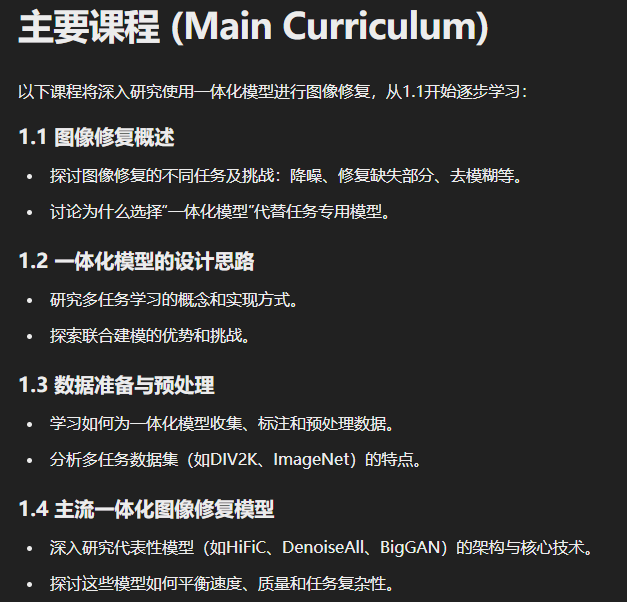 主要课程 (Main Curriculum)
以下课程将深入研究使用一体化模型进行图像修复，从1.1开始逐步学习：
1.1 图像修复概述
• 探讨图像修复的不同任务及挑战：降噪、修复缺失部分、去模糊等。
• 讨论为什么选择“一体化模型”代替任务专用模型。
1.2 一体化模型的设计思路
• 研究多任务学习的概念和实现方式。
• 探索联合建模的优势和挑战。
1.3 数据准备与预处理
• 学习如何为一体化模型收集、标注和预处理数据。
• 分析多任务数据集（如DIV2K、ImageNet）的特点。
1.4 主流一体化图像修复模型
• 深入研究代表性模型（如HiFiC、DenoiseAll、BigGAN）的架构与核心技术。
• 探讨这些模型如何平衡速度、质量和任务复杂性。